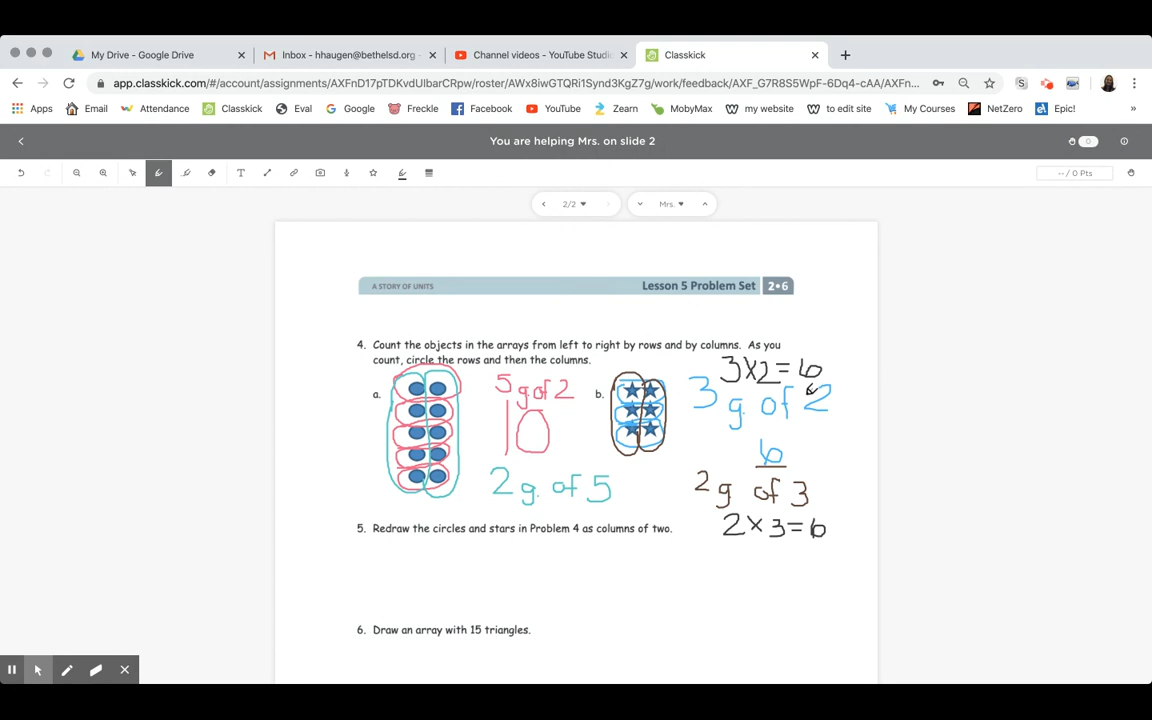 My Drive - Google Drive
Inbox - hhaugen@bethelsd.org -
Channel videos - YouTube Studi
Classkick
app.classkick.com/#/account/assignments/AXFnD17pTDKvdUlbarCRpw/roster/AWx8iwGTQRi1Synd3KgZ7g/work/feedback/AXF_G7R8S5WpF-6Dq4-cAA/AXFn...
Apps Email Attendance Classkick Eval Google Freckle Facebook YouTube Zearn MobyMax my website to edit site My Courses NetZero Epic! »
You are helping Mrs. on slide 2
-- / 0 Pts
2/2 Mrs.
A STORY OF UNITS Lesson 5 Problem Set 2•6
4. Count the objects in the arrays from left to right by rows and by columns. As you
count, circle the rows and then the columns.
3×2=6
a. 5 g. of 2 b. 3 g. of 2
10
6
2 g. of 5 2 g of 3
5. Redraw the circles and stars in Problem 4 as columns of two. 2×3=6
6. Draw an array with 15 triangles.